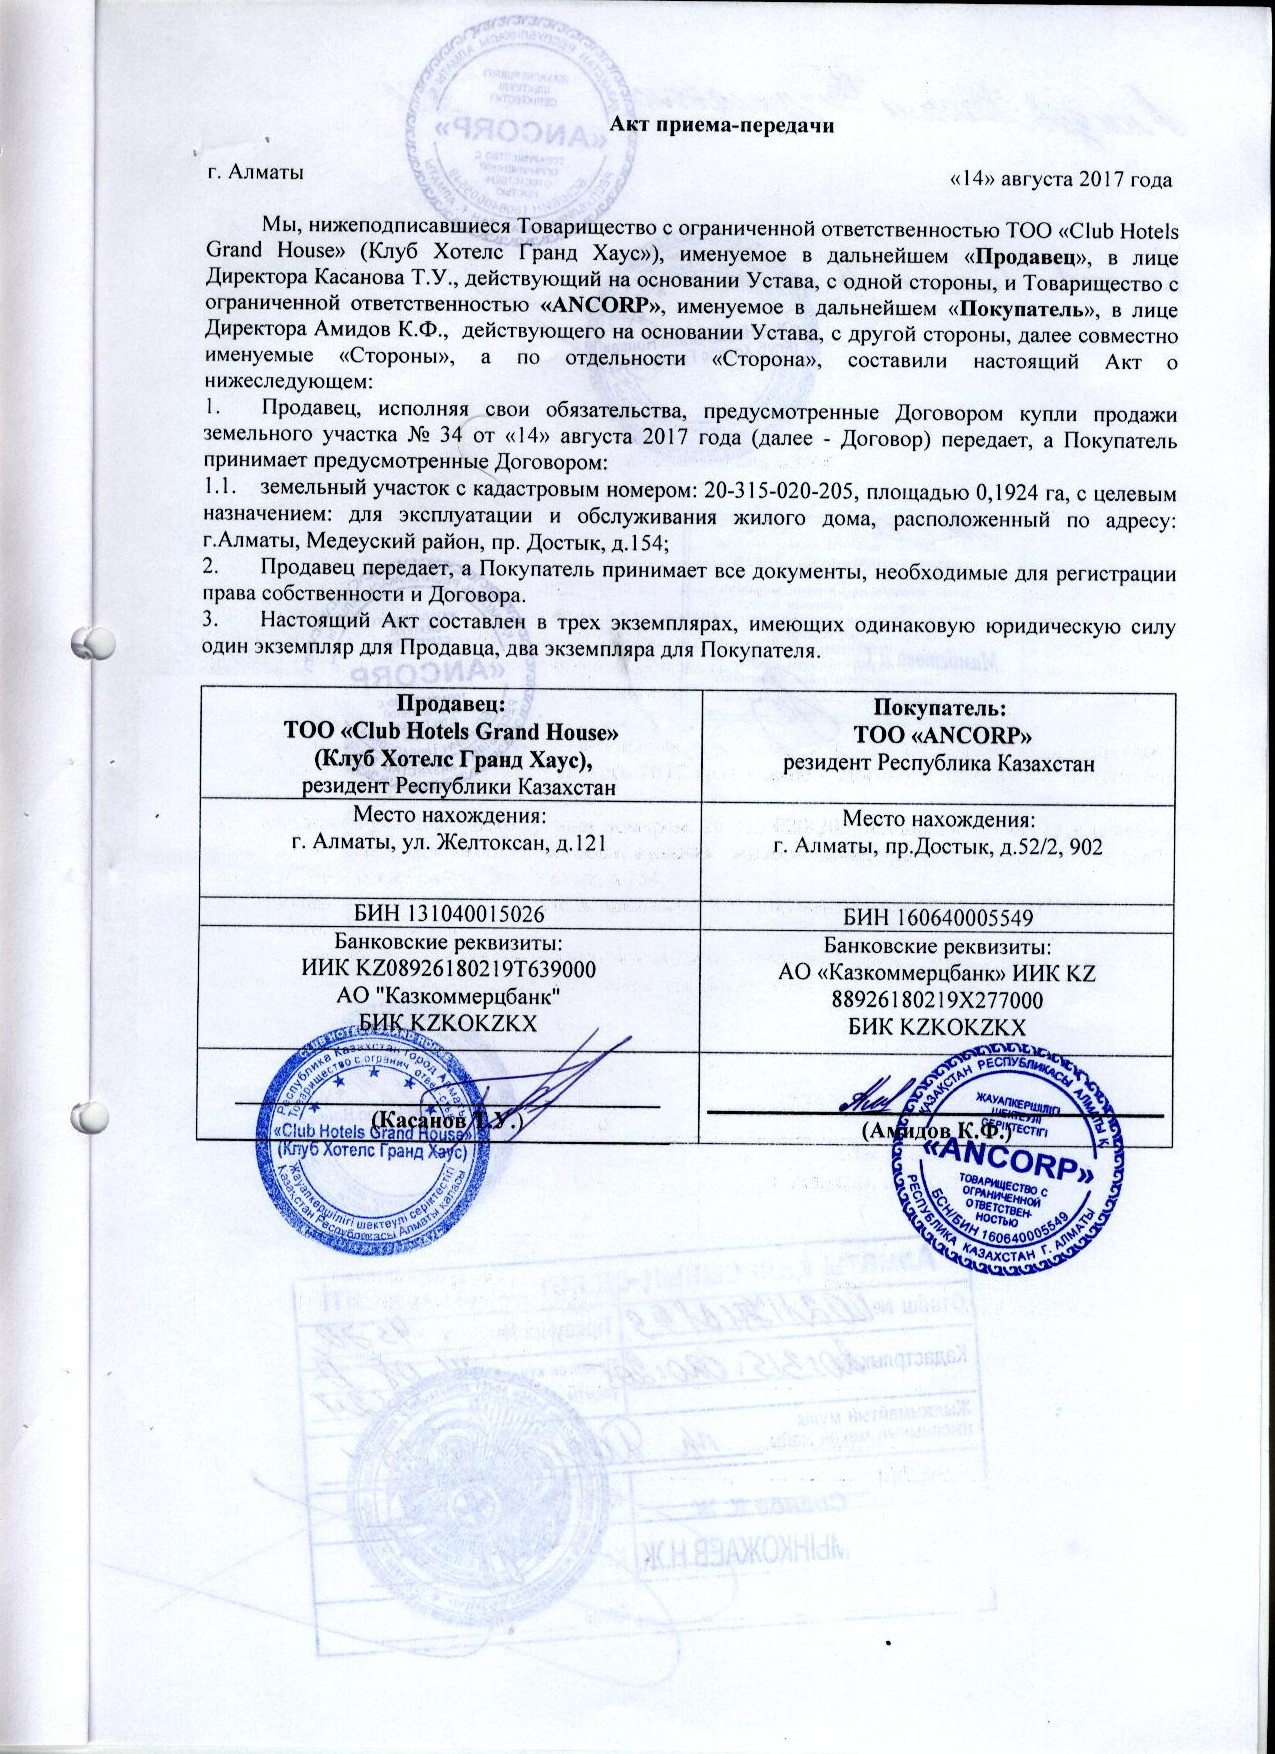 Акт приема-передачи
г. Алматы
«14» августа 2017 года
Мы, нижеподписавшиеся Товарищество с ограниченной ответственностью ТОО «Club Hotels
Grand House» (Клуб Хотелс Гранд Хаус»), именуемое в дальнейшем «Продавец», в лице
Директора Касанова Т.У., действующий на основании Устава, с одной стороны, и Товарищество с
ограниченной ответственностью «ANCORP», именуемое в дальнейшем «Покупатель», в лице
Директора Амидов К.Ф., действующего на основании Устава, с другой стороны, далее совместно
именуемые «Стороны», а по отдельности «Сторона», составили настоящий Акт о
нижеследующем:
1. Продавец, исполняя свои обязательства, предусмотренные Договором купли продажи
земельного участка № 34 от «14» августа 2017 года (далее - Договор) передает, а Покупатель
принимает предусмотренные Договором:
1.1. земельный участок с кадастровым номером: 20-315-020-205, площадью 0,1924 га, с целевым
назначением: для эксплуатации и обслуживания жилого дома, расположенный по адресу:
г.Алматы, Медеуский район, пр. Достык, д.154;
2. Продавец передает, а Покупатель принимает все документы, необходимые для регистрации
права собственности и Договора.
3. Настоящий Акт составлен в трех экземплярах, имеющих одинаковую юридическую силу
один экземпляр для Продавца, два экземпляра для Покупателя.
Продавец:
ТОО «Club Hotels Grand House»
(Клуб Хотелс Гранд Хаус),
резидент Республики Казахстан
Покупатель:
ТОО «ANCORP»
резидент Республика Казахстан
Место нахождения:
г. Алматы, ул. Желтоксан, д.121
Место нахождения:
г. Алматы, пр.Достык, д.52/2, 902
БИН 131040015026
БИН 160640005549
Банковские реквизиты:
ИИК KZ08926180219T639000
АО "Казкоммерцбанк"
БИК KZKOKZKX
Банковские реквизиты:
АО «Казкоммерцбанк» ИИК KZ
88926180219X277000
БИК KZKOKZKX
(Касанов Т.У.)
(Амидов К.Ф.)
Республика Казахстан город Алматы
Товарищество с огранич. ответств.
«Club Hotels Grand House»
(Клуб Хотелс Гранд Хаус)
Жауапкершілігі шектеулі серіктестігі
Қазақстан Республикасы Алматы қаласы
ҚАЗАҚСТАН РЕСПУБЛИКАСЫ АЛМАТЫ Қ.
ЖАУАПКЕРШІЛІГІ
ШЕКТЕУЛІ
СЕРІКТЕСТІГІ
«ANCORP»
ТОВАРИЩЕСТВО С
ОГРАНИЧЕННОЙ
ОТВЕТСТВЕН-
НОСТЬЮ
БСН/БИН 160640005549
РЕСПУБЛИКА КАЗАХСТАН Г. АЛМАТЫ